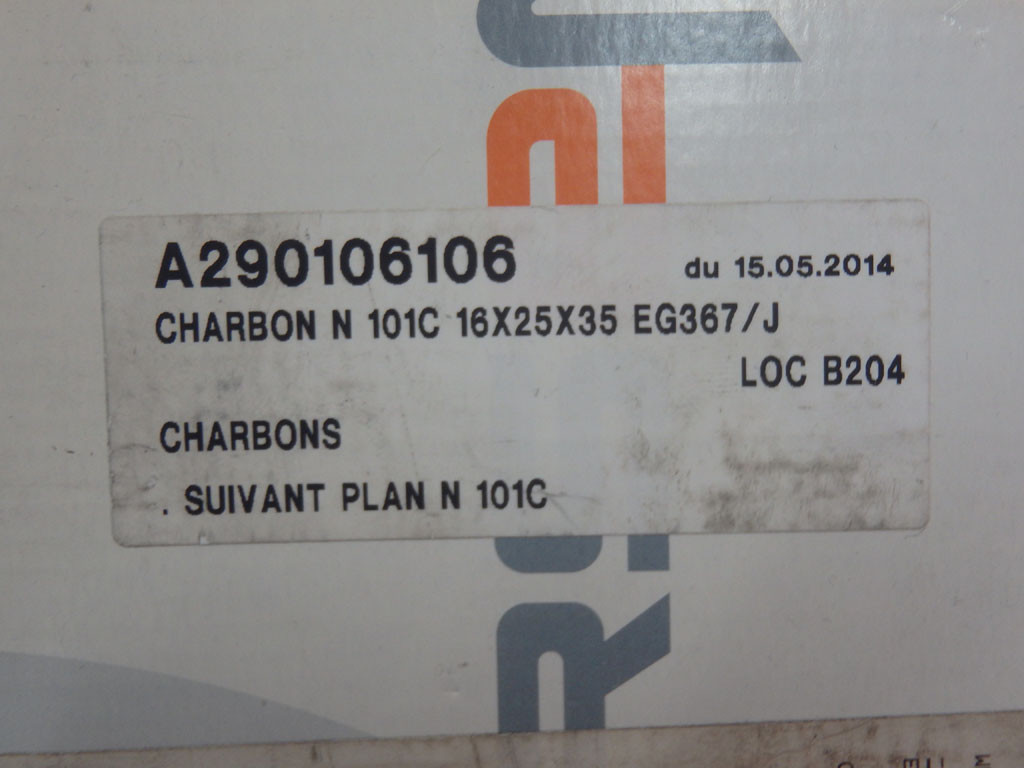 A290106106 du 15.05.2014
CHARBON N 101C 16X25X35 EG367/J
LOC B204
CHARBONS
. SUIVANT PLAN N 101C